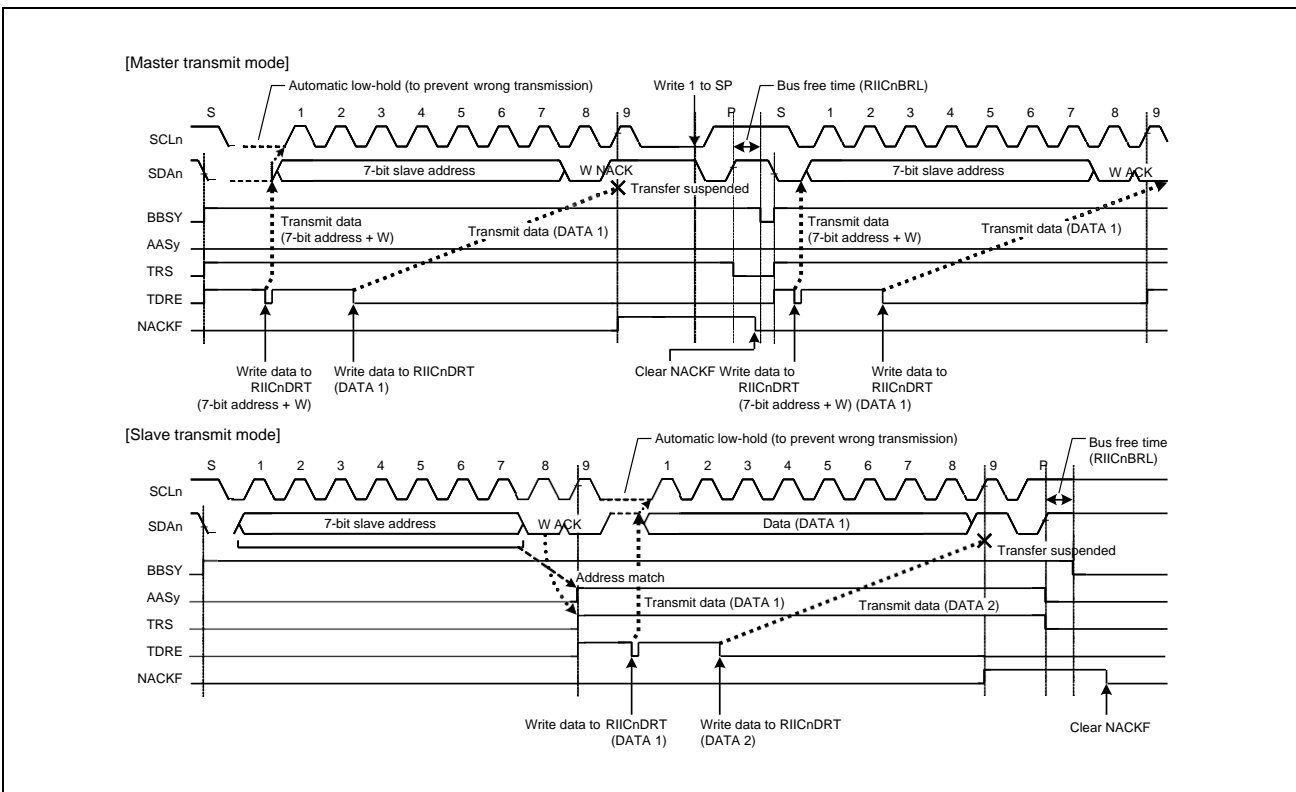 [Master transmit mode]
Automatic low-hold (to prevent wrong transmission)
Write 1 to SP
Bus free time (RIICnBRL)
S 1 2 3 4 5 6 7 8 9 P S 1 2 3 4 5 6 7 8 9
SCLn
SDAn
7-bit slave address
W NACK
7-bit slave address
W ACK
Transfer suspended
BBSY
Transmit data
(7-bit address + W)
Transmit data (DATA 1)
Transmit data
(7-bit address + W)
Transmit data (DATA 1)
AASy
TRS
TDRE
NACKF
Write data to
RIICnDRT
(7-bit address + W)
Write data to RIICnDRT
(DATA 1)
Clear NACKF
Write data to
RIICnDRT
(7-bit address + W)
Write data to
RIICnDRT
(DATA 1)
[Slave transmit mode]
Automatic low-hold (to prevent wrong transmission)
Bus free time
(RIICnBRL)
S 1 2 3 4 5 6 7 8 9 1 2 3 4 5 6 7 8 9 P
SCLn
SDAn
7-bit slave address
W ACK
Data (DATA 1)
Transfer suspended
BBSY
Address match
AASy
Transmit data (DATA 1)
Transmit data (DATA 2)
TRS
TDRE
NACKF
Write data to RIICnDRT
(DATA 1)
Write data to RIICnDRT
(DATA 2)
Clear NACKF